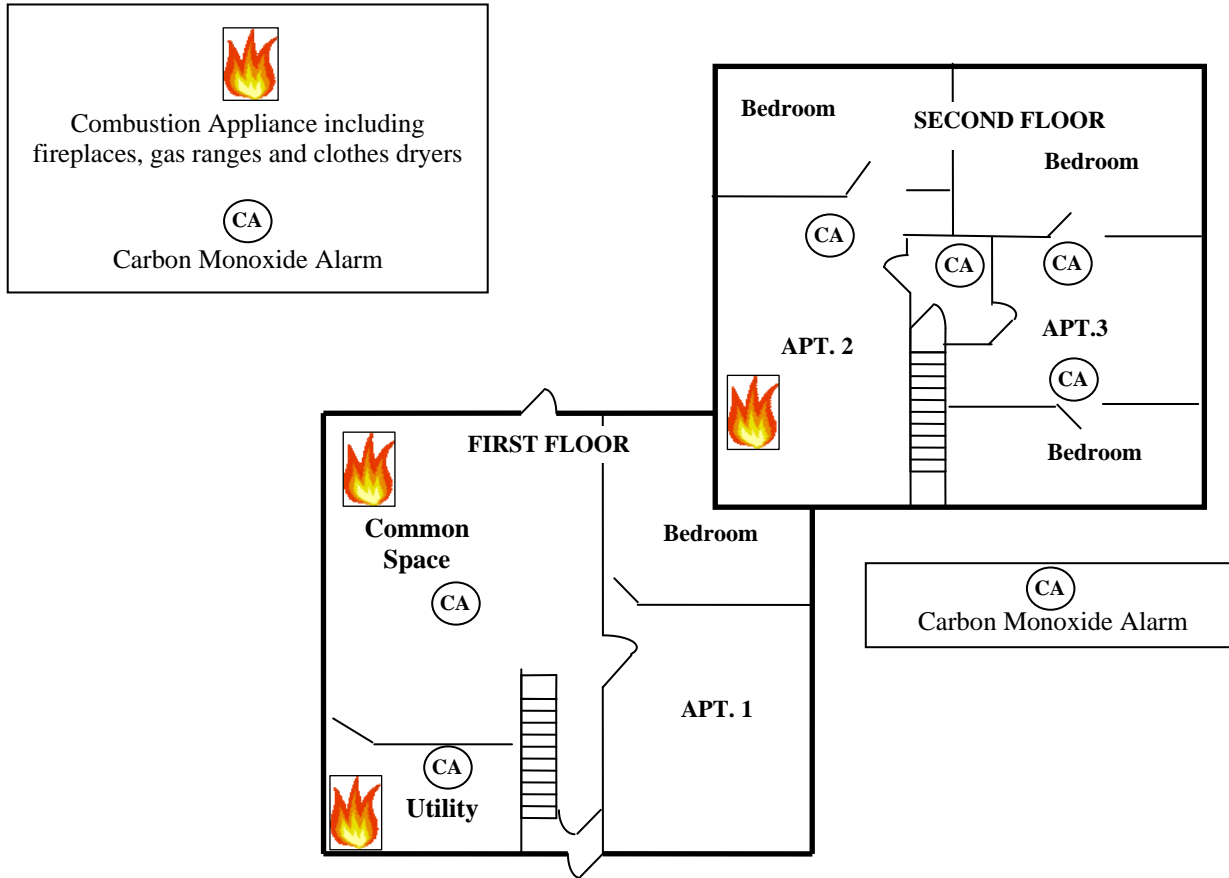 Combustion Appliance including
fireplaces, gas ranges and clothes dryers
CA
Carbon Monoxide Alarm
Bedroom
SECOND FLOOR
Bedroom
CA
CA
CA
APT. 2
APT.3
CA
Bedroom
FIRST FLOOR
Common
Space
Bedroom
CA
APT. 1
CA
Utility
CA
Carbon Monoxide Alarm